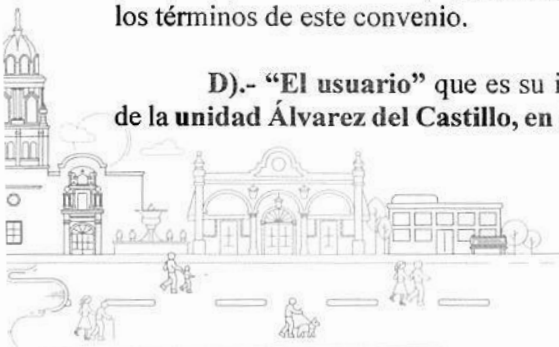 los términos de este convenio.
D).- “El usuario” que es su
de la unidad Álvarez del Castillo, en